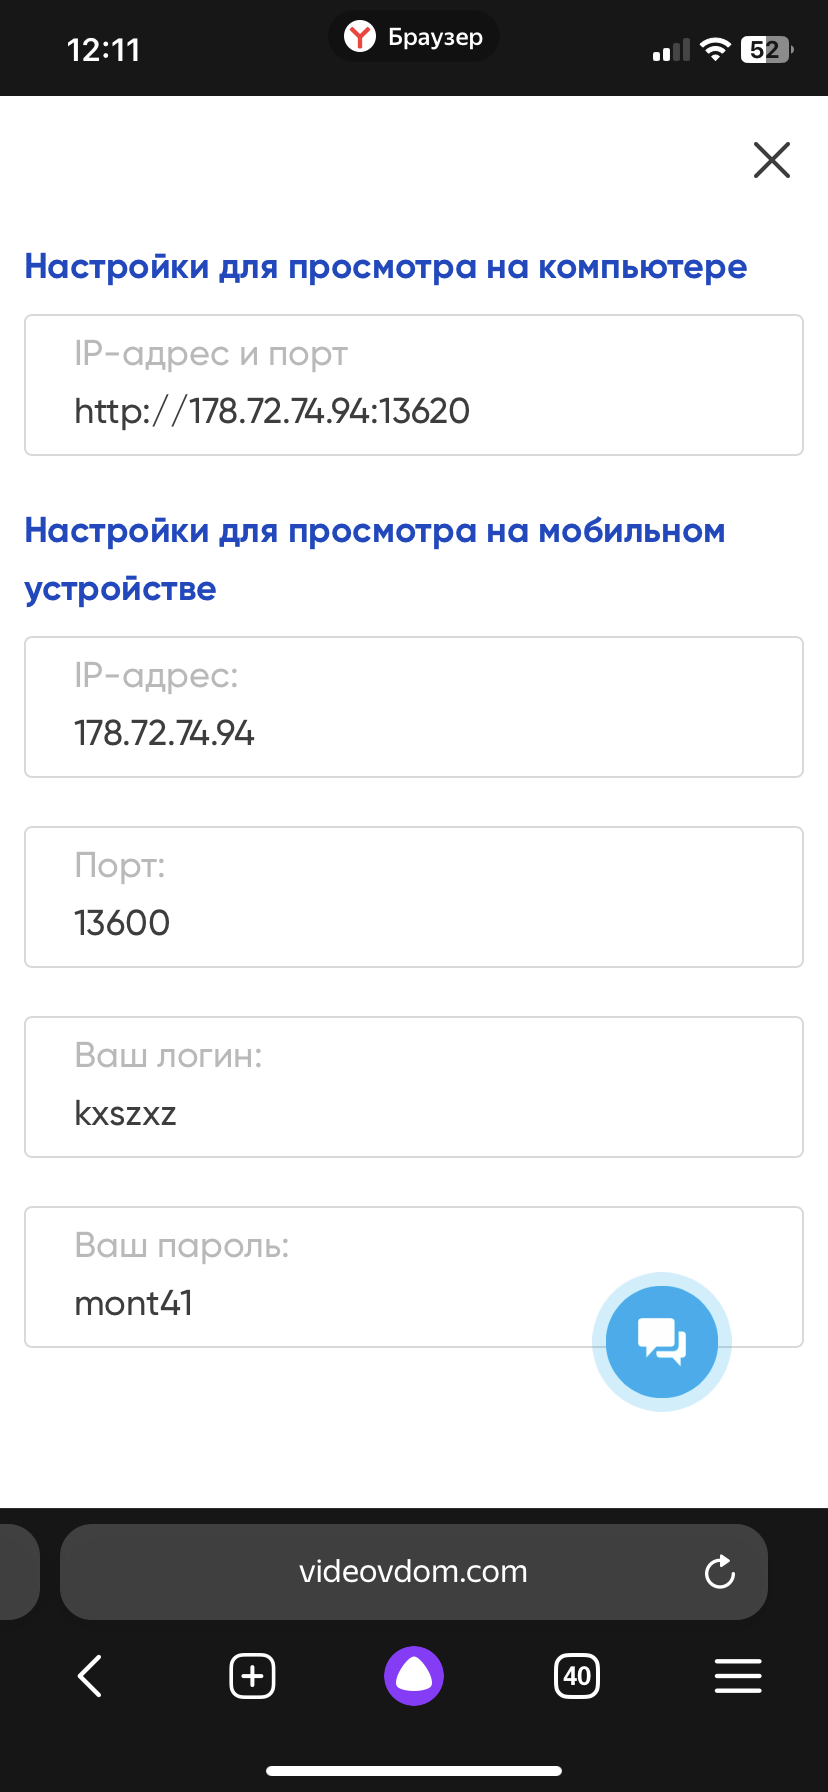 12:11
Браузер
52
Настройки для просмотра на компьютере
IP-адрес и порт
http://178.72.74.94:13620
Настройки для просмотра на мобильном
устройстве
IP-адрес:
178.72.74.94
Порт:
13600
Ваш логин:
kxszxz
Ваш пароль:
mont41
videovdom.com
40